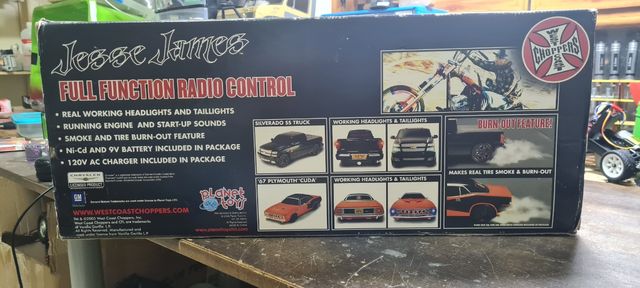 Jesse James
FULL FUNCTION RADIO CONTROL
• REAL WORKING HEADLIGHTS AND TAILLIGHTS
• RUNNING ENGINE AND START-UP SOUNDS
• SMOKE AND TIRE BURN-OUT FEATURE
• Ni-Cd AND 9V BATTERY INCLUDED IN PACKAGE
• 120V AC CHARGER INCLUDED IN PACKAGE
CHRYSLER
LICENSED PRODUCT
GM
WWW.WESTCOASTCHOPPERS.COM
planet
toy
WEST COAST
CHOPPERS
SILVERADO SS TRUCK
WORKING HEADLIGHTS & TAILLIGHTS
BURN OUT FEATURE!
'67 PLYMOUTH 'CUDA'
WORKING HEADLIGHTS & TAILLIGHTS
MAKES REAL TIRE SMOKE & BURN-OUT